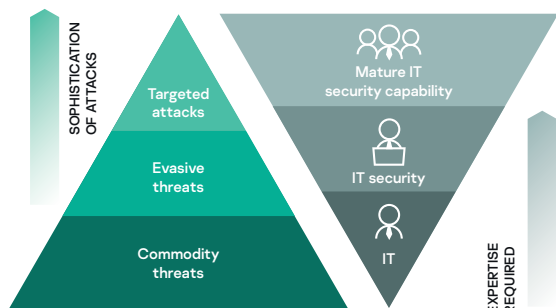 SOPHISTICATION
OF ATTACKS
Targeted
attacks
Evasive
threats
Commodity
threats
Mature IT
security capability
IT security
IT
EXPERTISE
REQUIRED